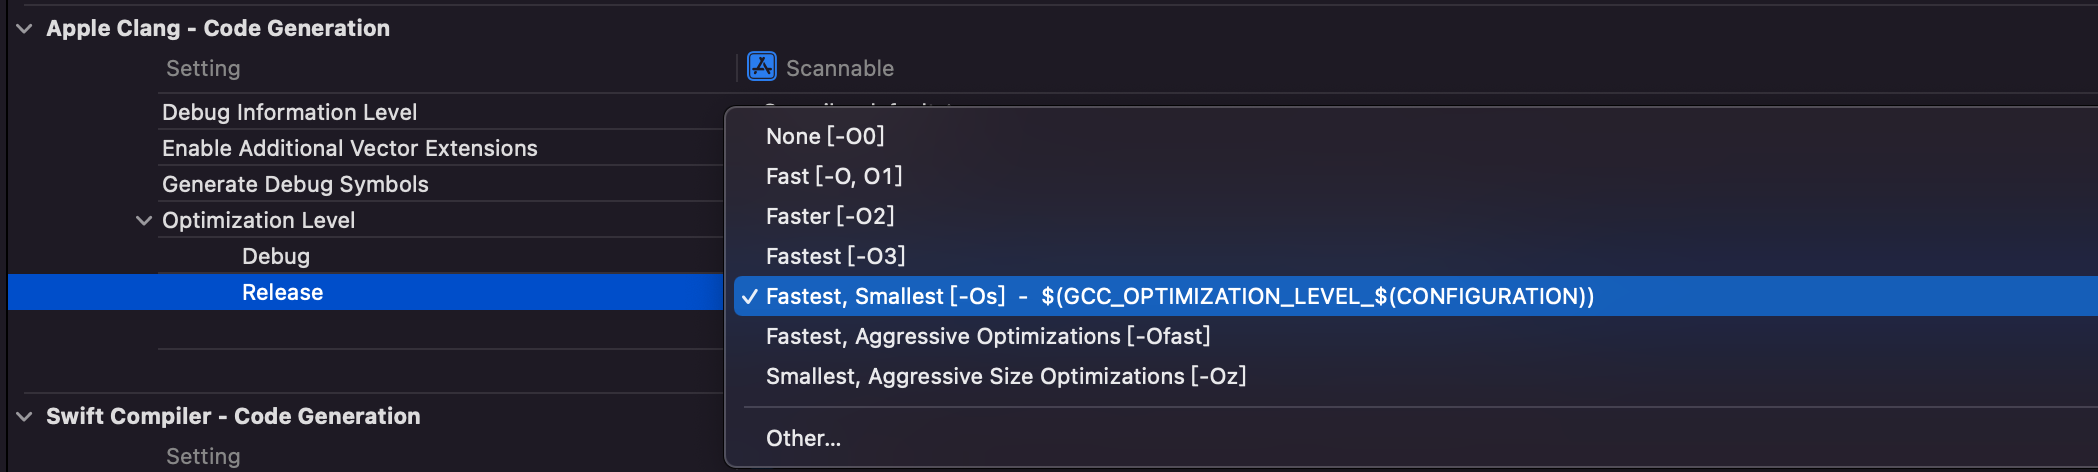 Apple Clang - Code Generation
Setting
Scannable
Debug Information Level
Enable Additional Vector Extensions
Generate Debug Symbols
Optimization Level
Debug
Release
None [-O0]
Fast [-O, O1]
Faster [-O2]
Fastest [-O3]
✓ Fastest, Smallest [-Os] - $(GCC_OPTIMIZATION_LEVEL_$(CONFIGURATION))
Fastest, Aggressive Optimizations [-Ofast]
Smallest, Aggressive Size Optimizations [-Oz]
Other...
Swift Compiler - Code Generation
Setting